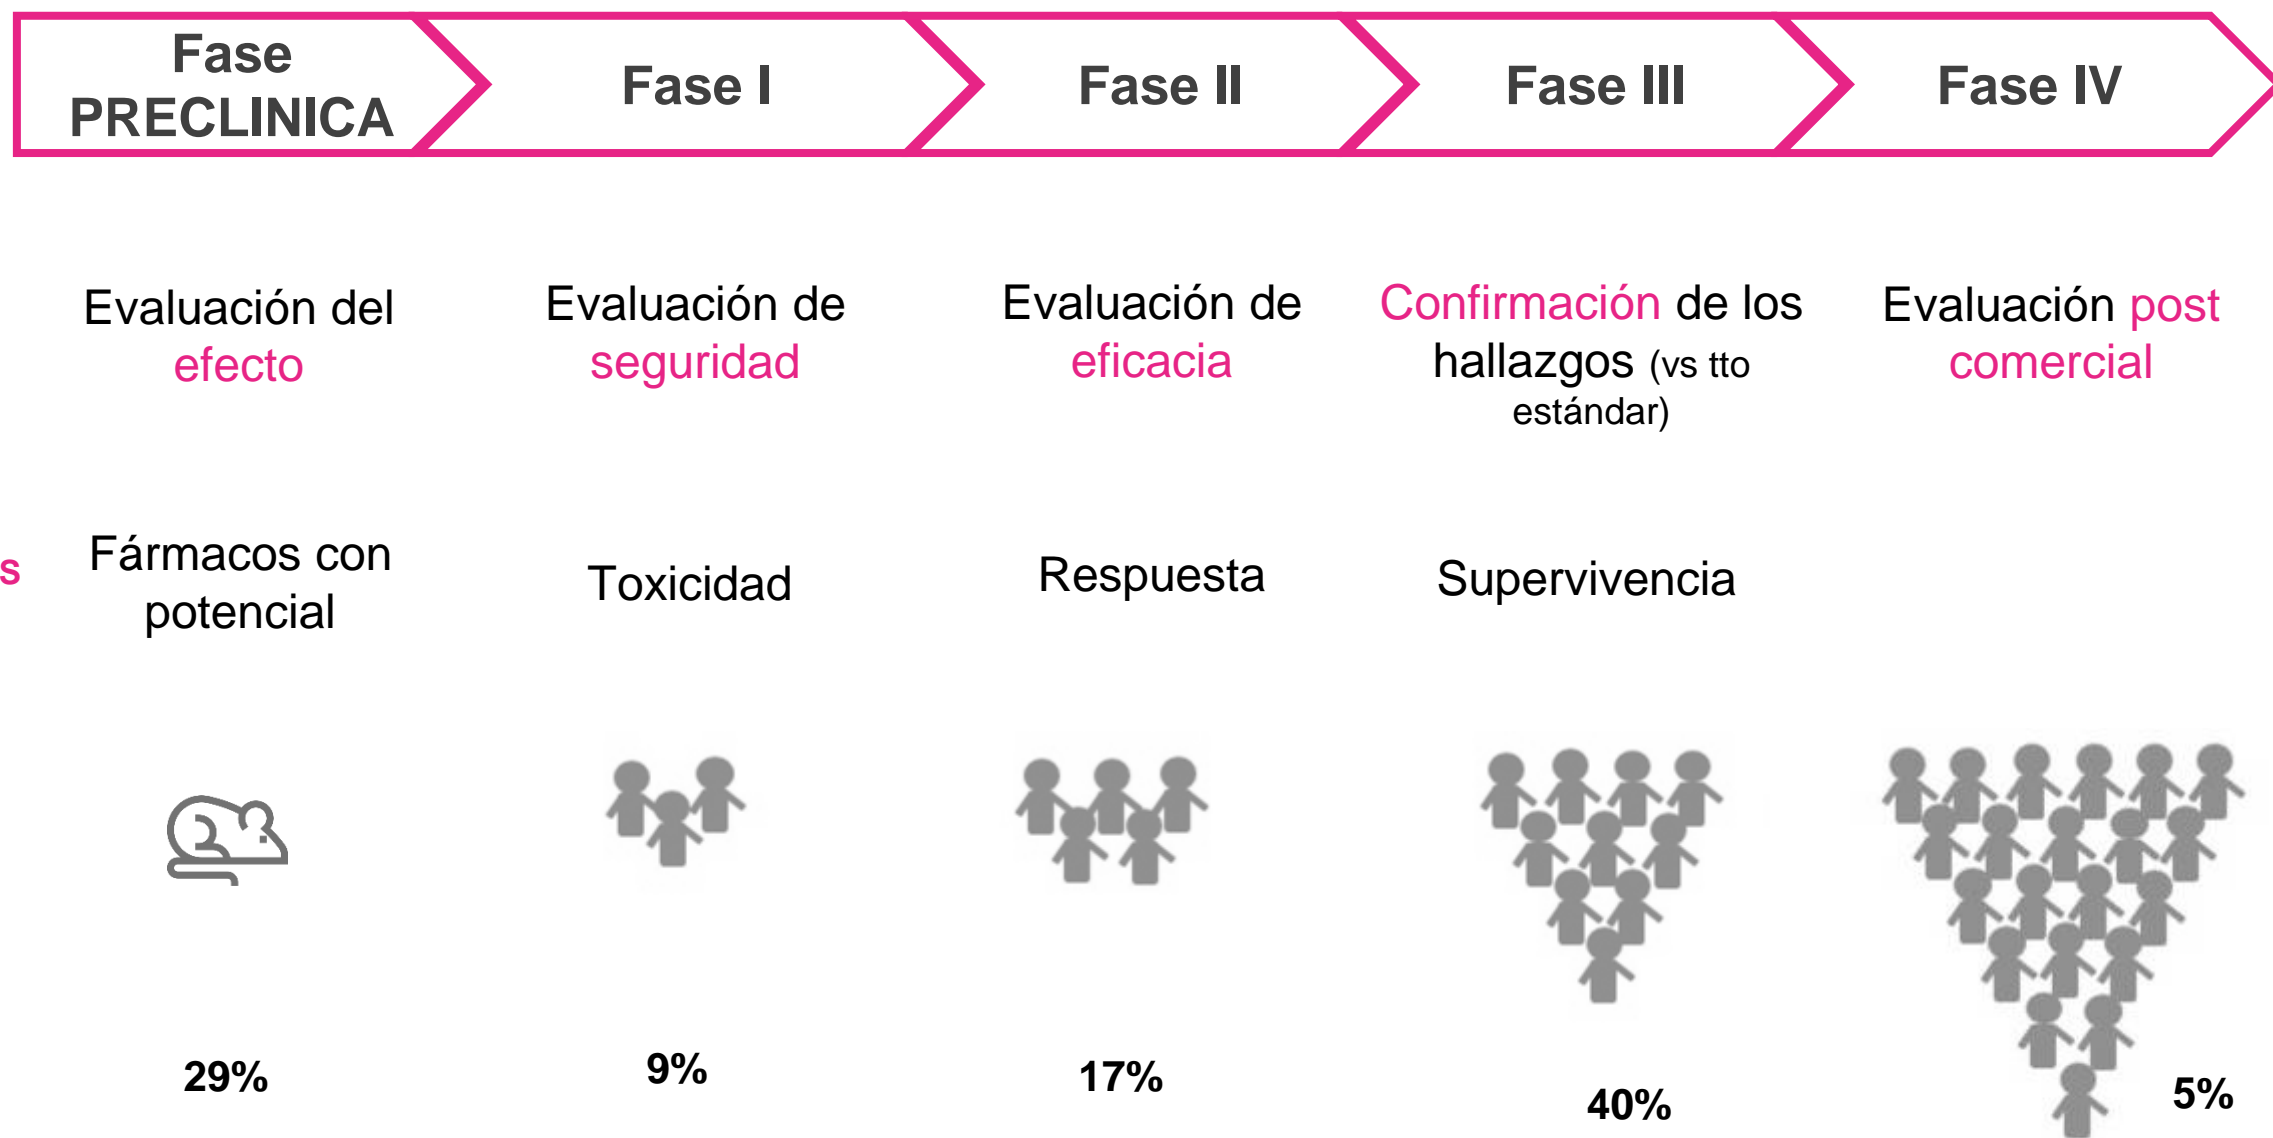 Fase
PRECLINICA
Fase I
Fase II
Fase III
Fase IV
Evaluación del
efecto
Evaluación de
seguridad
Evaluación de
eficacia
Confirmación de los
hallazgos (vs tto
estándar)
Evaluación post
comercial
s
Fármacos con
potencial
Toxicidad
Respuesta
Supervivencia
29%
9%
17%
40%
5%